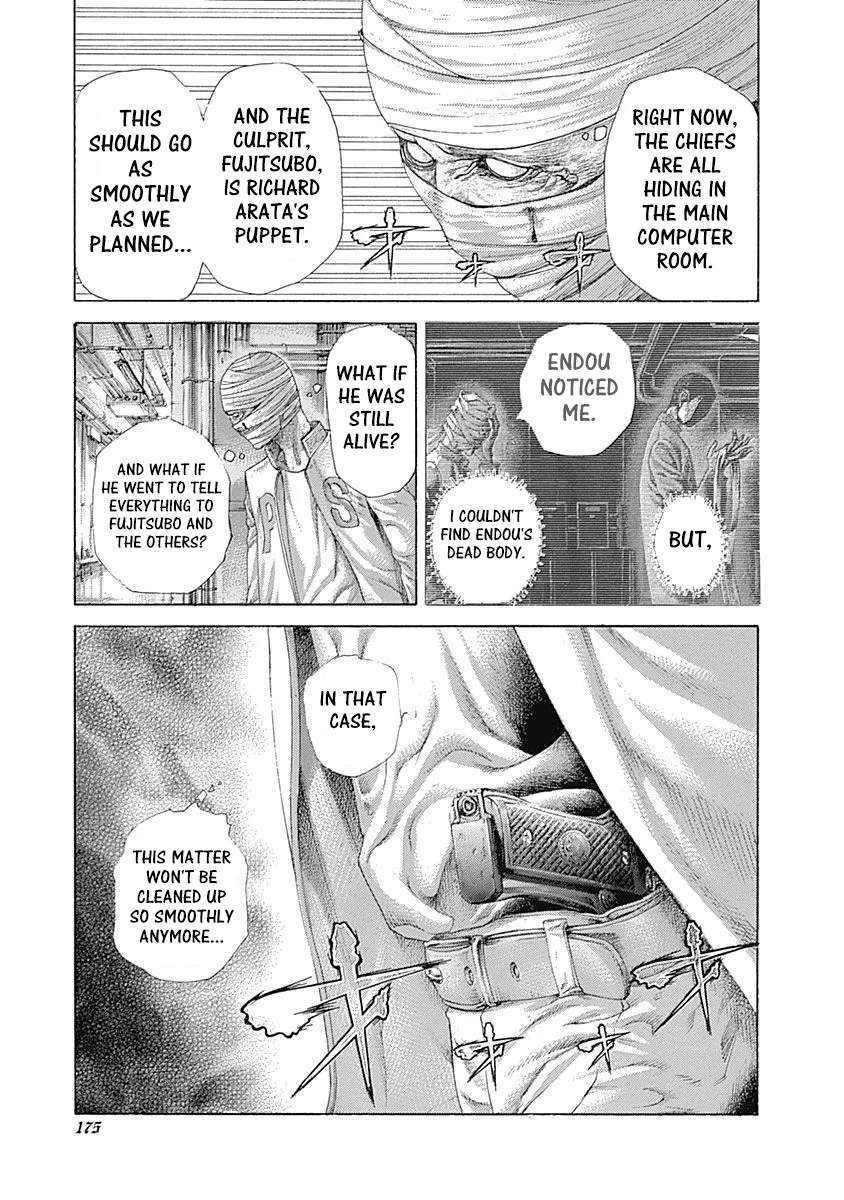 RIGHT NOW,
THE CHIEFS
ARE ALL
HIDING IN
THE MAIN
COMPUTER
ROOM.
AND THE
CULPRIT,
FUJITSUBO,
IS RICHARD
ARATA'S
PUPPET.
THIS
SHOULD GO
AS
SMOOTHLY
AS WE
PLANNED...
ENDOU
NOTICED
ME.
BUT,
I COULDN'T
FIND ENDOU'S
DEAD BODY.
WHAT IF
HE WAS
STILL
ALIVE?
AND WHAT IF
HE WENT TO TELL
EVERYTHING TO
FUJITSUBO AND
THE OTHERS?
P S
IN THAT
CASE,
THIS MATTER
WON'T BE
CLEANED UP
SO SMOOTHLY
ANYMORE...
175